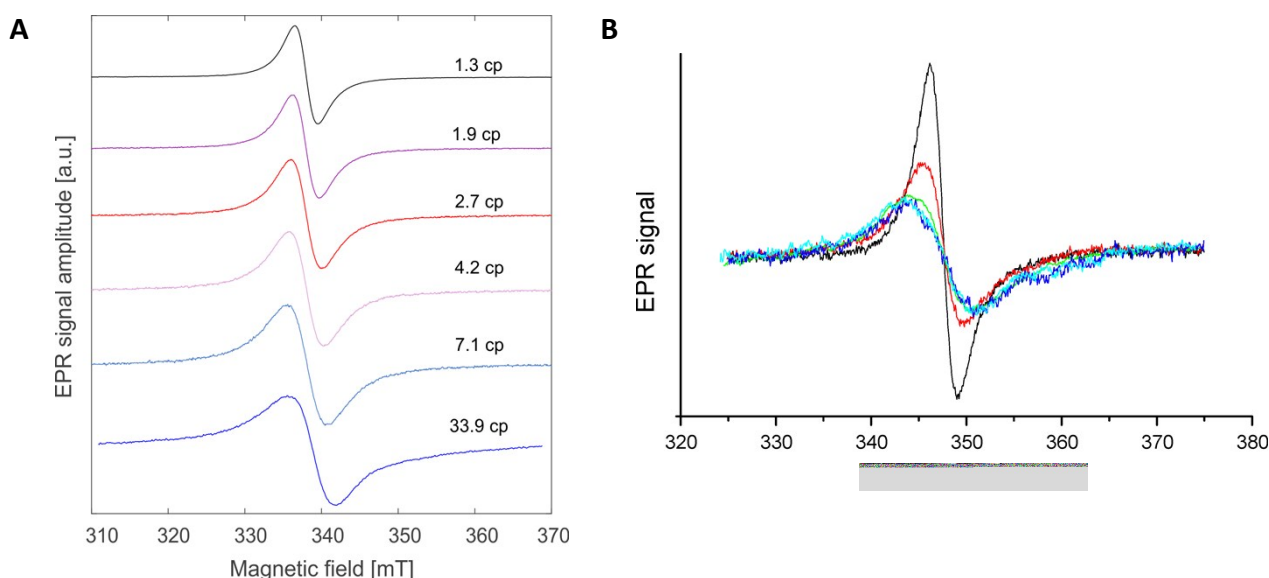 A
EPR signal amplitude [a.u.]
1.3 cp
1.9 cp
2.7 cp
4.2 cp
7.1 cp
33.9 cp
310 320 330 340 350 360 370
Magnetic field [mT]
B
EPR signal
320 330 340 350 360 370 380